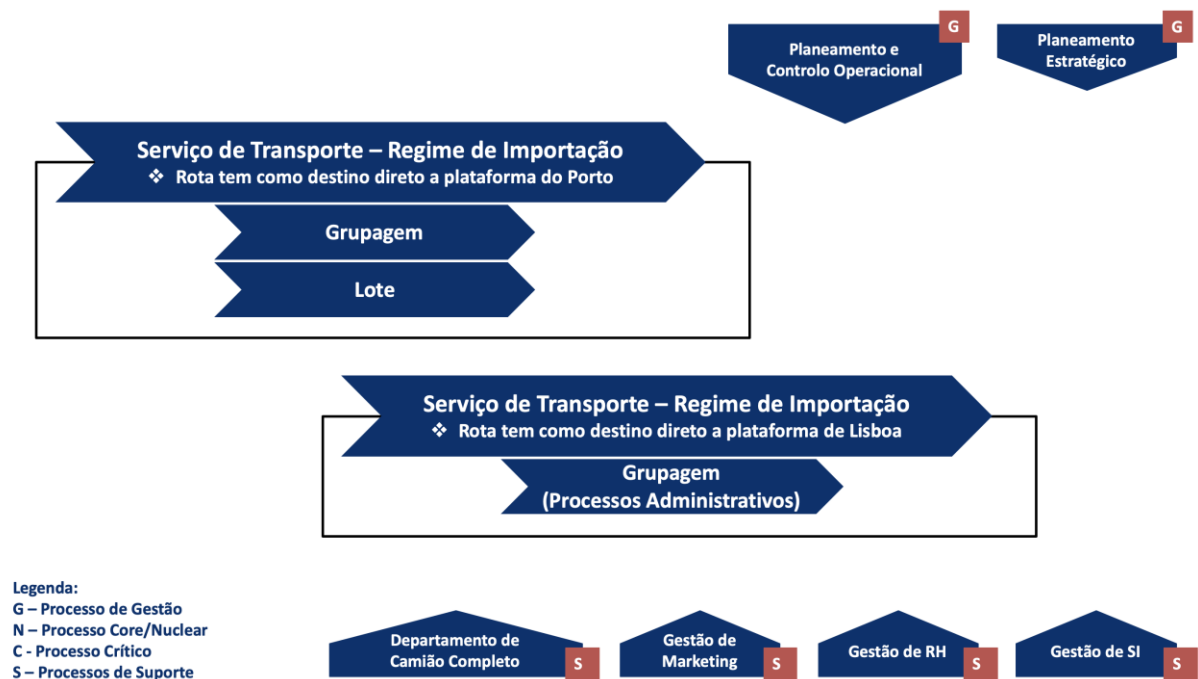 G
Planeamento e
Controlo Operacional
G
Planeamento
Estratégico
Serviço de Transporte – Regime de Importação
❖ Rota tem como destino direto a plataforma do Porto
Grupagem
Lote
Serviço de Transporte – Regime de Importação
❖ Rota tem como destino direto a plataforma de Lisboa
Grupagem
(Processos Administrativos)
Legenda:
G – Processo de Gestão
N – Processo Core/Nuclear
C - Processo Crítico
S – Processos de Suporte
Departamento de
Camião Completo
S
Gestão de
Marketing
S
Gestão de RH
S
Gestão de SI
S